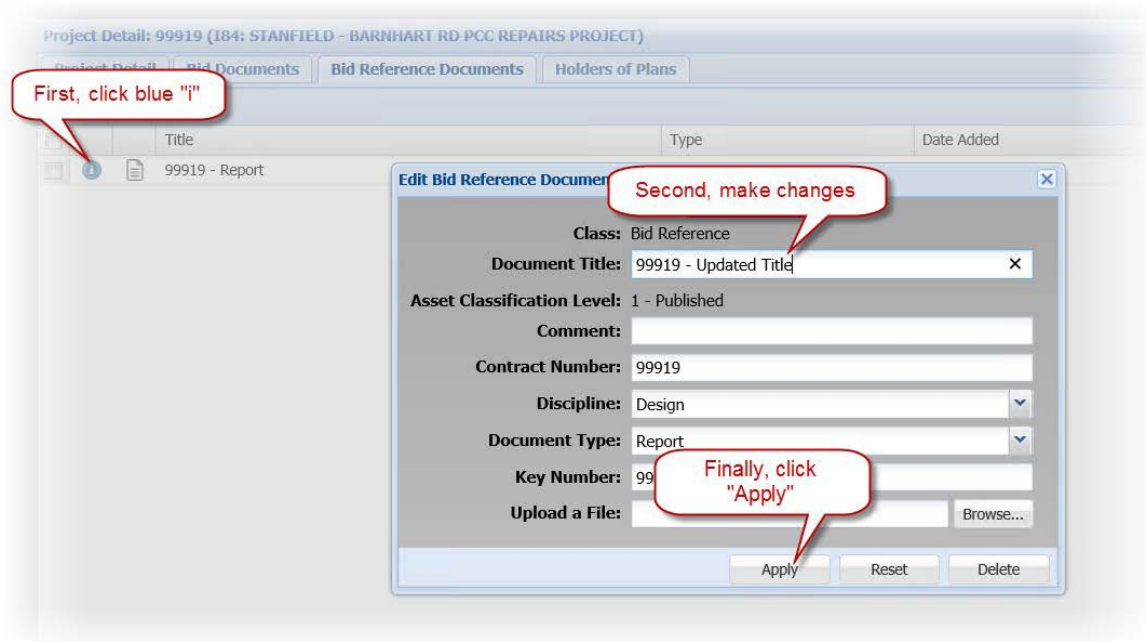 Project Detail: 99919 (I84: STANFIELD - BARNHART RD PCC REPAIRS PROJECT)
Project Detail Bid Documents Bid Reference Documents Holders of Plans
First, click blue "i"
Title Type Date Added
99919 - Report
Edit Bid Reference
Second, make changes
Class: Bid Reference
Document Title: 99919 - Updated Title
Asset Classification Level: 1 - Published
Comment:
Contract Number: 99919
Discipline: Design
Document Type: Report
Finally, click
"Apply"
Key Number: 99
Upload a File: Browse...
Apply Reset Delete